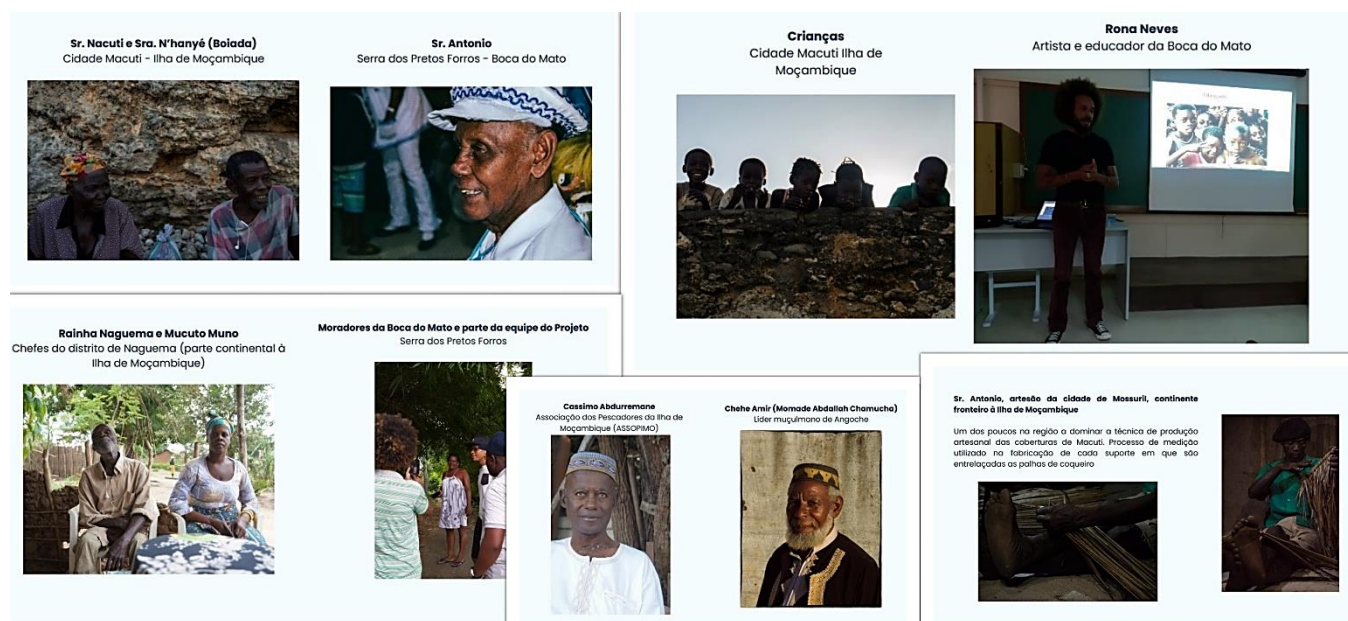 Sr. Nacuti e Sra. N'hanyé (Boiada)
Cidade Macuti - Ilha de Moçambique
Sr. Antonio
Serra dos Pretos Forros - Boca do Mato
Crianças
Cidade Macuti Ilha de
Moçambique
Rona Neves
Artista e educador da Boca do Mato
Rainha Naguema e Mucuto Muno
Chefes do distrito de Naguema (parte continental à
Ilha de Moçambique)
Moradores da Boca do Mato e parte da equipe do Projeto
Serra dos Pretos Forros
Cassimo Abdurremane
Associação dos Pescadores da Ilha de
Moçambique (ASSOPIMO)
Chehe Amir (Momade Abdallah Chamucha)
Líder muçulmano de Angoche
Sr. Antonio, artesão da cidade de Mossuril, continente
fronteiro à Ilha de Moçambique
Um dos poucos na região a dominar a técnica de produção
artesanal das coberturas de Macuti. Processo de medição
utilizado na fabricação de cada suporte em que são
entrelaçadas as palhas de coqueiro